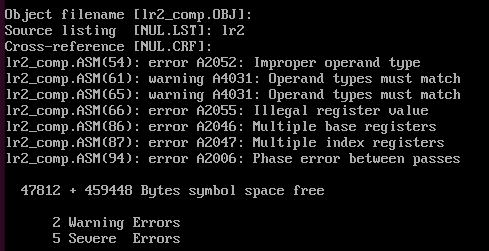 Object filename [lr2_comp.OBJ]:
Source listing  [NUL.LST]: lr2
Cross-reference [NUL.CRF]:
lr2_comp.ASM(54): error A2052: Improper operand type
lr2_comp.ASM(61): warning A4031: Operand types must match
lr2_comp.ASM(65): warning A4031: Operand types must match
lr2_comp.ASM(66): error A2055: Illegal register value
lr2_comp.ASM(86): error A2046: Multiple base registers
lr2_comp.ASM(87): error A2047: Multiple index registers
lr2_comp.ASM(94): error A2006: Phase error between passes
47812 + 459448 Bytes symbol space free
2 Warning Errors
5 Severe  Errors